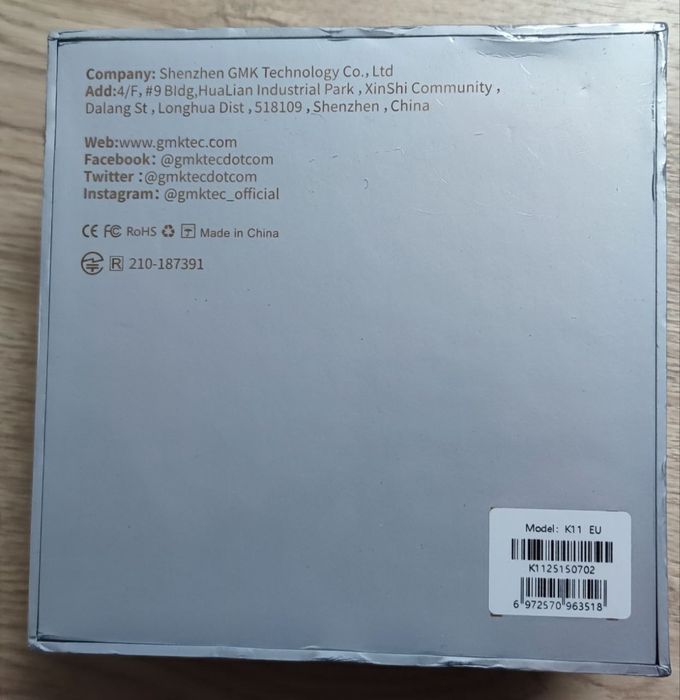 Company: Shenzhen GMK Technology Co., Ltd
Add:4/F, #9 Bldg,HuaLian Industrial Park , XinShi Community ,
Dalang St , Longhua Dist , 518109 , Shenzhen , China
Web:www.gmktec.com
Facebook: @gmktecdotcom
Twitter :@gmktecdotcom
Instagram: @gmktec_official
CE FC RoHS Made in China
R 210-187391
Model: K11 EU
K1125150702
6 972570 963518